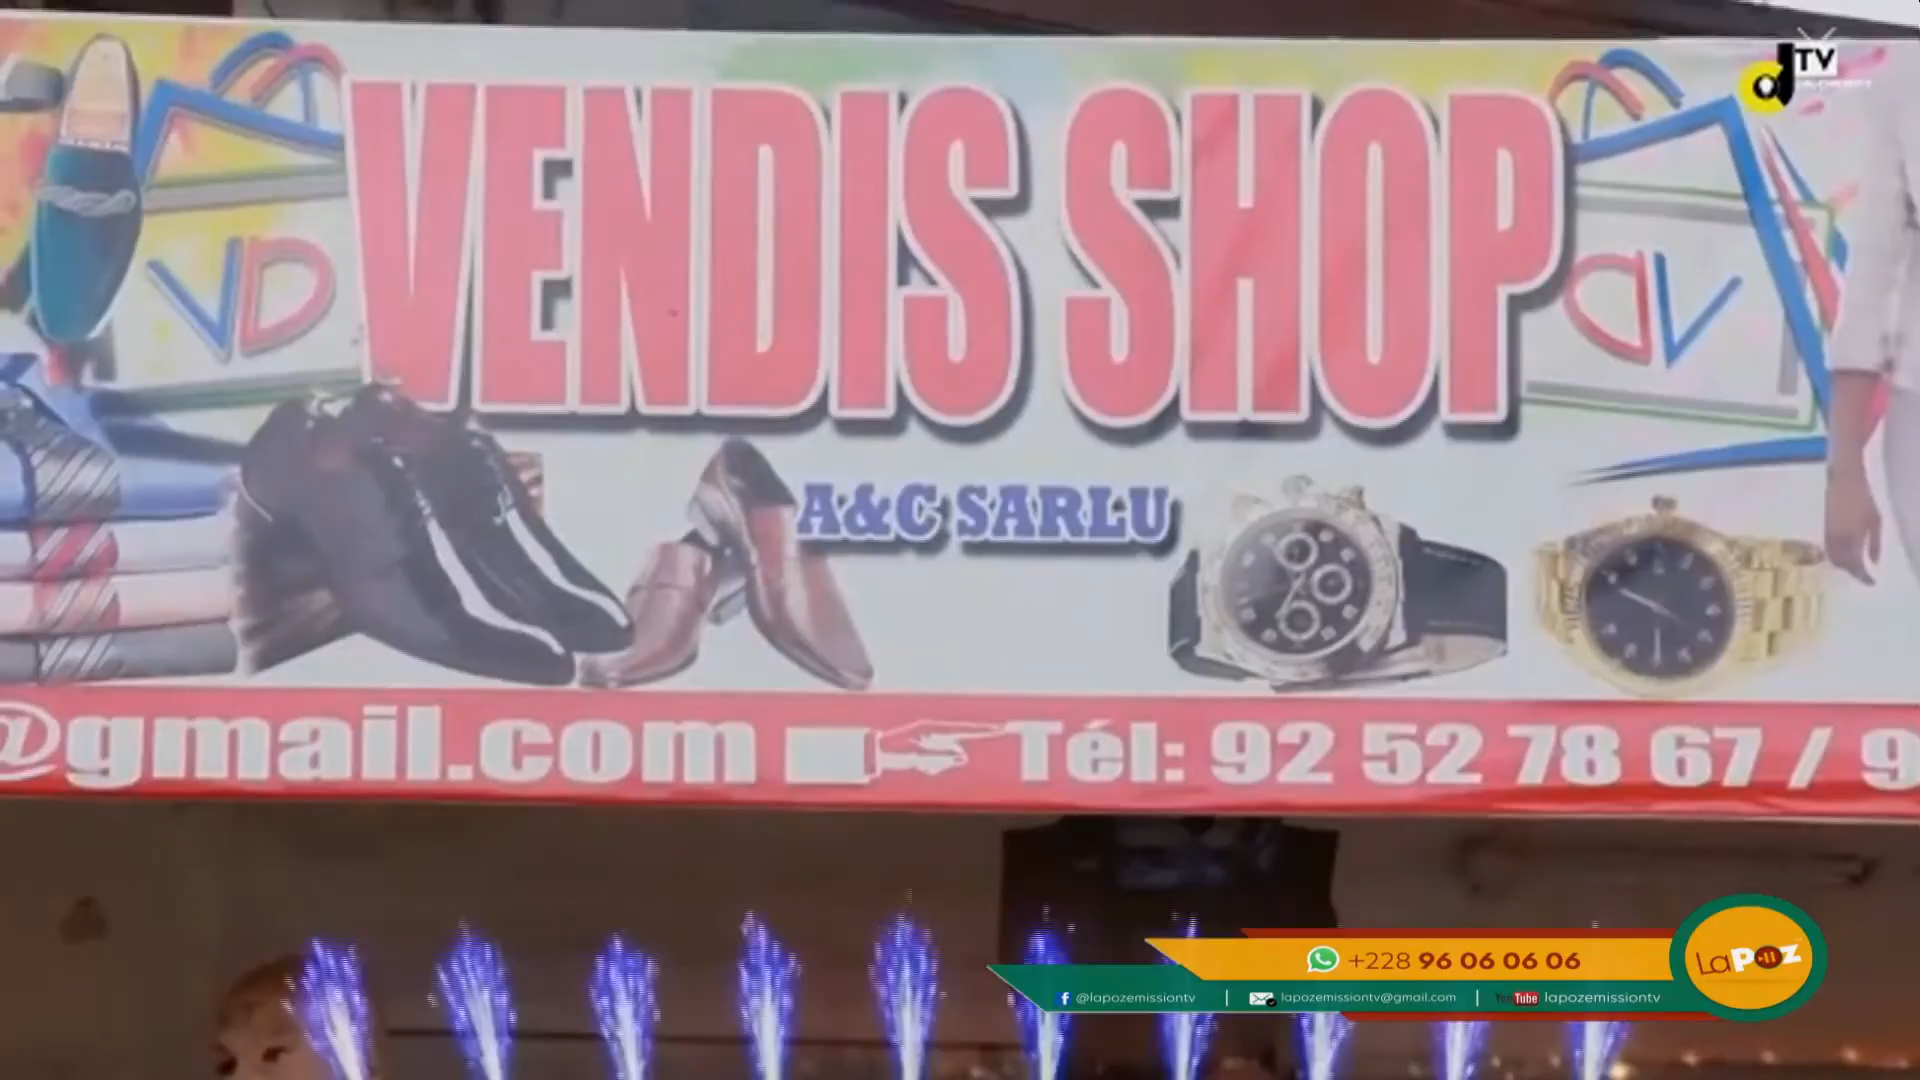 TV
VENDIS SHOP
VD
A&C SARLU
@gmail.com Tél: 92 52 78 67 / 9
+228 96 06 06 06
@lapozemissiontv | lapozemissiontv@gmail.com | YouTube lapozemissiontv
LaPOZ